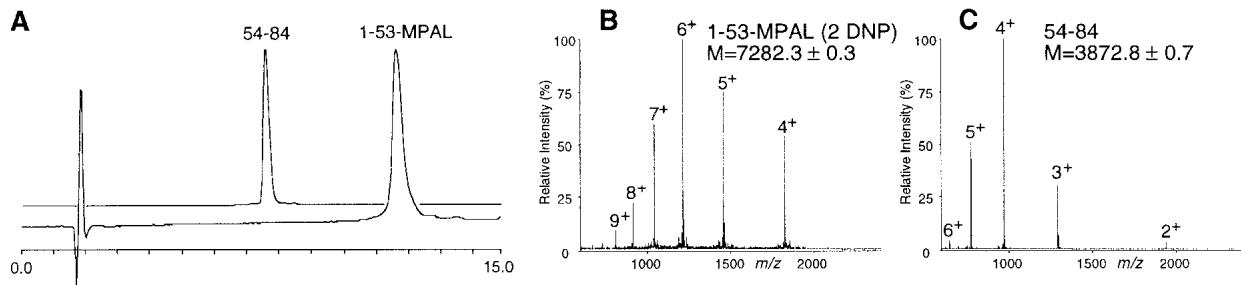 A
54-84
1-53-MPAL
0.0
15.0
B
1-53-MPAL (2 DNP)
M=7282.3 ± 0.3
Relative Intensity (%)
100
75
50
25
0
9+
8+
7+
6+
5+
4+
1000
1500
m/z
2000
C
54-84
M=3872.8 ± 0.7
Relative Intensity (%)
100
75
50
25
0
6+
5+
4+
3+
2+
1000
1500
m/z
2000